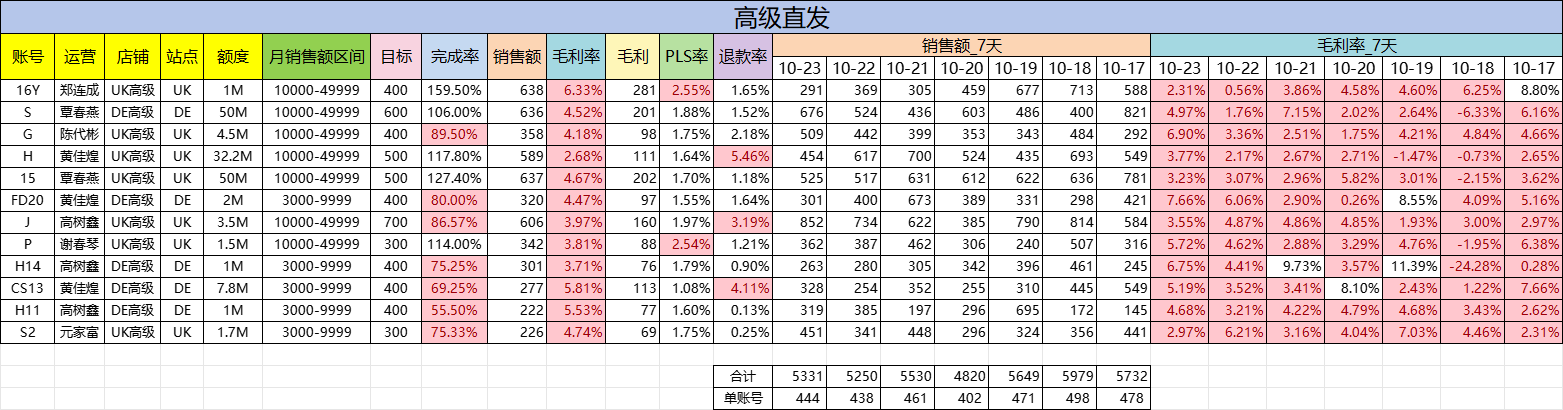 高级直发
账号 运营 店铺 站点 额度 月销售额区间 目标 完成率 销售额 毛利率 毛利 PLS率 退款率 销售额_7天 毛利率_7天
10-23 10-22 10-21 10-20 10-19 10-18 10-17 10-23 10-22 10-21 10-20 10-19 10-18 10-17
16Y 郑连成 UK高级 UK 1M 10000-49999 400 159.50% 638 6.33% 281 2.55% 1.65% 291 369 305 459 677 713 588 2.31% 0.56% 3.86% 4.58% 4.60% 6.25% 8.80%
S 覃春燕 DE高级 DE 50M 10000-49999 600 106.00% 636 4.52% 201 1.88% 1.52% 676 524 436 603 486 400 821 4.97% 1.76% 7.15% 2.02% 2.64% -6.33% 6.16%
G 陈代彬 UK高级 UK 4.5M 10000-49999 400 89.50% 358 4.18% 98 1.75% 2.18% 509 442 399 353 343 484 292 6.90% 3.36% 2.51% 1.75% 4.21% 4.84% 4.66%
H 黄佳煌 UK高级 UK 32.2M 10000-49999 500 117.80% 589 2.68% 111 1.64% 5.46% 454 617 700 524 435 693 549 3.77% 2.17% 2.67% 2.71% -1.47% -0.73% 2.65%
15 覃春燕 UK高级 UK 50M 10000-49999 500 127.40% 637 4.67% 202 1.70% 1.18% 525 517 631 612 622 636 781 3.23% 3.07% 2.96% 5.82% 3.01% -2.15% 3.62%
FD20 黄佳煌 DE高级 DE 2M 3000-9999 400 80.00% 320 4.47% 97 1.55% 1.64% 301 400 673 389 331 298 421 7.66% 6.06% 2.90% 0.26% 8.55% 4.09% 5.16%
J 高树鑫 UK高级 UK 3.5M 10000-49999 700 86.57% 606 3.97% 160 1.97% 3.19% 852 734 622 385 790 814 584 3.55% 4.87% 4.86% 4.85% 1.93% 3.00% 2.97%
P 谢春琴 UK高级 UK 1.5M 10000-49999 300 114.00% 342 3.81% 88 2.54% 1.21% 362 387 462 306 240 507 316 5.72% 4.62% 2.88% 3.29% 4.76% -1.95% 6.38%
H14 高树鑫 DE高级 DE 1M 3000-9999 400 75.25% 301 3.71% 76 1.79% 0.90% 263 280 305 342 396 461 245 6.75% 4.41% 9.73% 3.57% 11.39% -24.28% 0.28%
CS13 黄佳煌 DE高级 DE 7.8M 3000-9999 400 69.25% 277 5.81% 113 1.08% 4.11% 328 254 352 255 310 445 549 5.19% 3.52% 3.41% 8.10% 2.43% 1.22% 7.66%
H11 高树鑫 DE高级 DE 1M 3000-9999 400 55.50% 222 5.53% 77 1.60% 0.13% 319 385 197 296 695 172 145 4.68% 3.21% 4.22% 4.79% 4.68% 3.43% 2.62%
S2 元家富 UK高级 UK 1.7M 3000-9999 300 75.33% 226 4.74% 69 1.75% 0.25% 451 341 448 296 324 356 441 2.97% 6.21% 3.16% 4.04% 7.03% 4.46% 2.31%
合计 5331 5250 5530 4820 5649 5979 5732
单账号 444 438 461 402 471 498 478